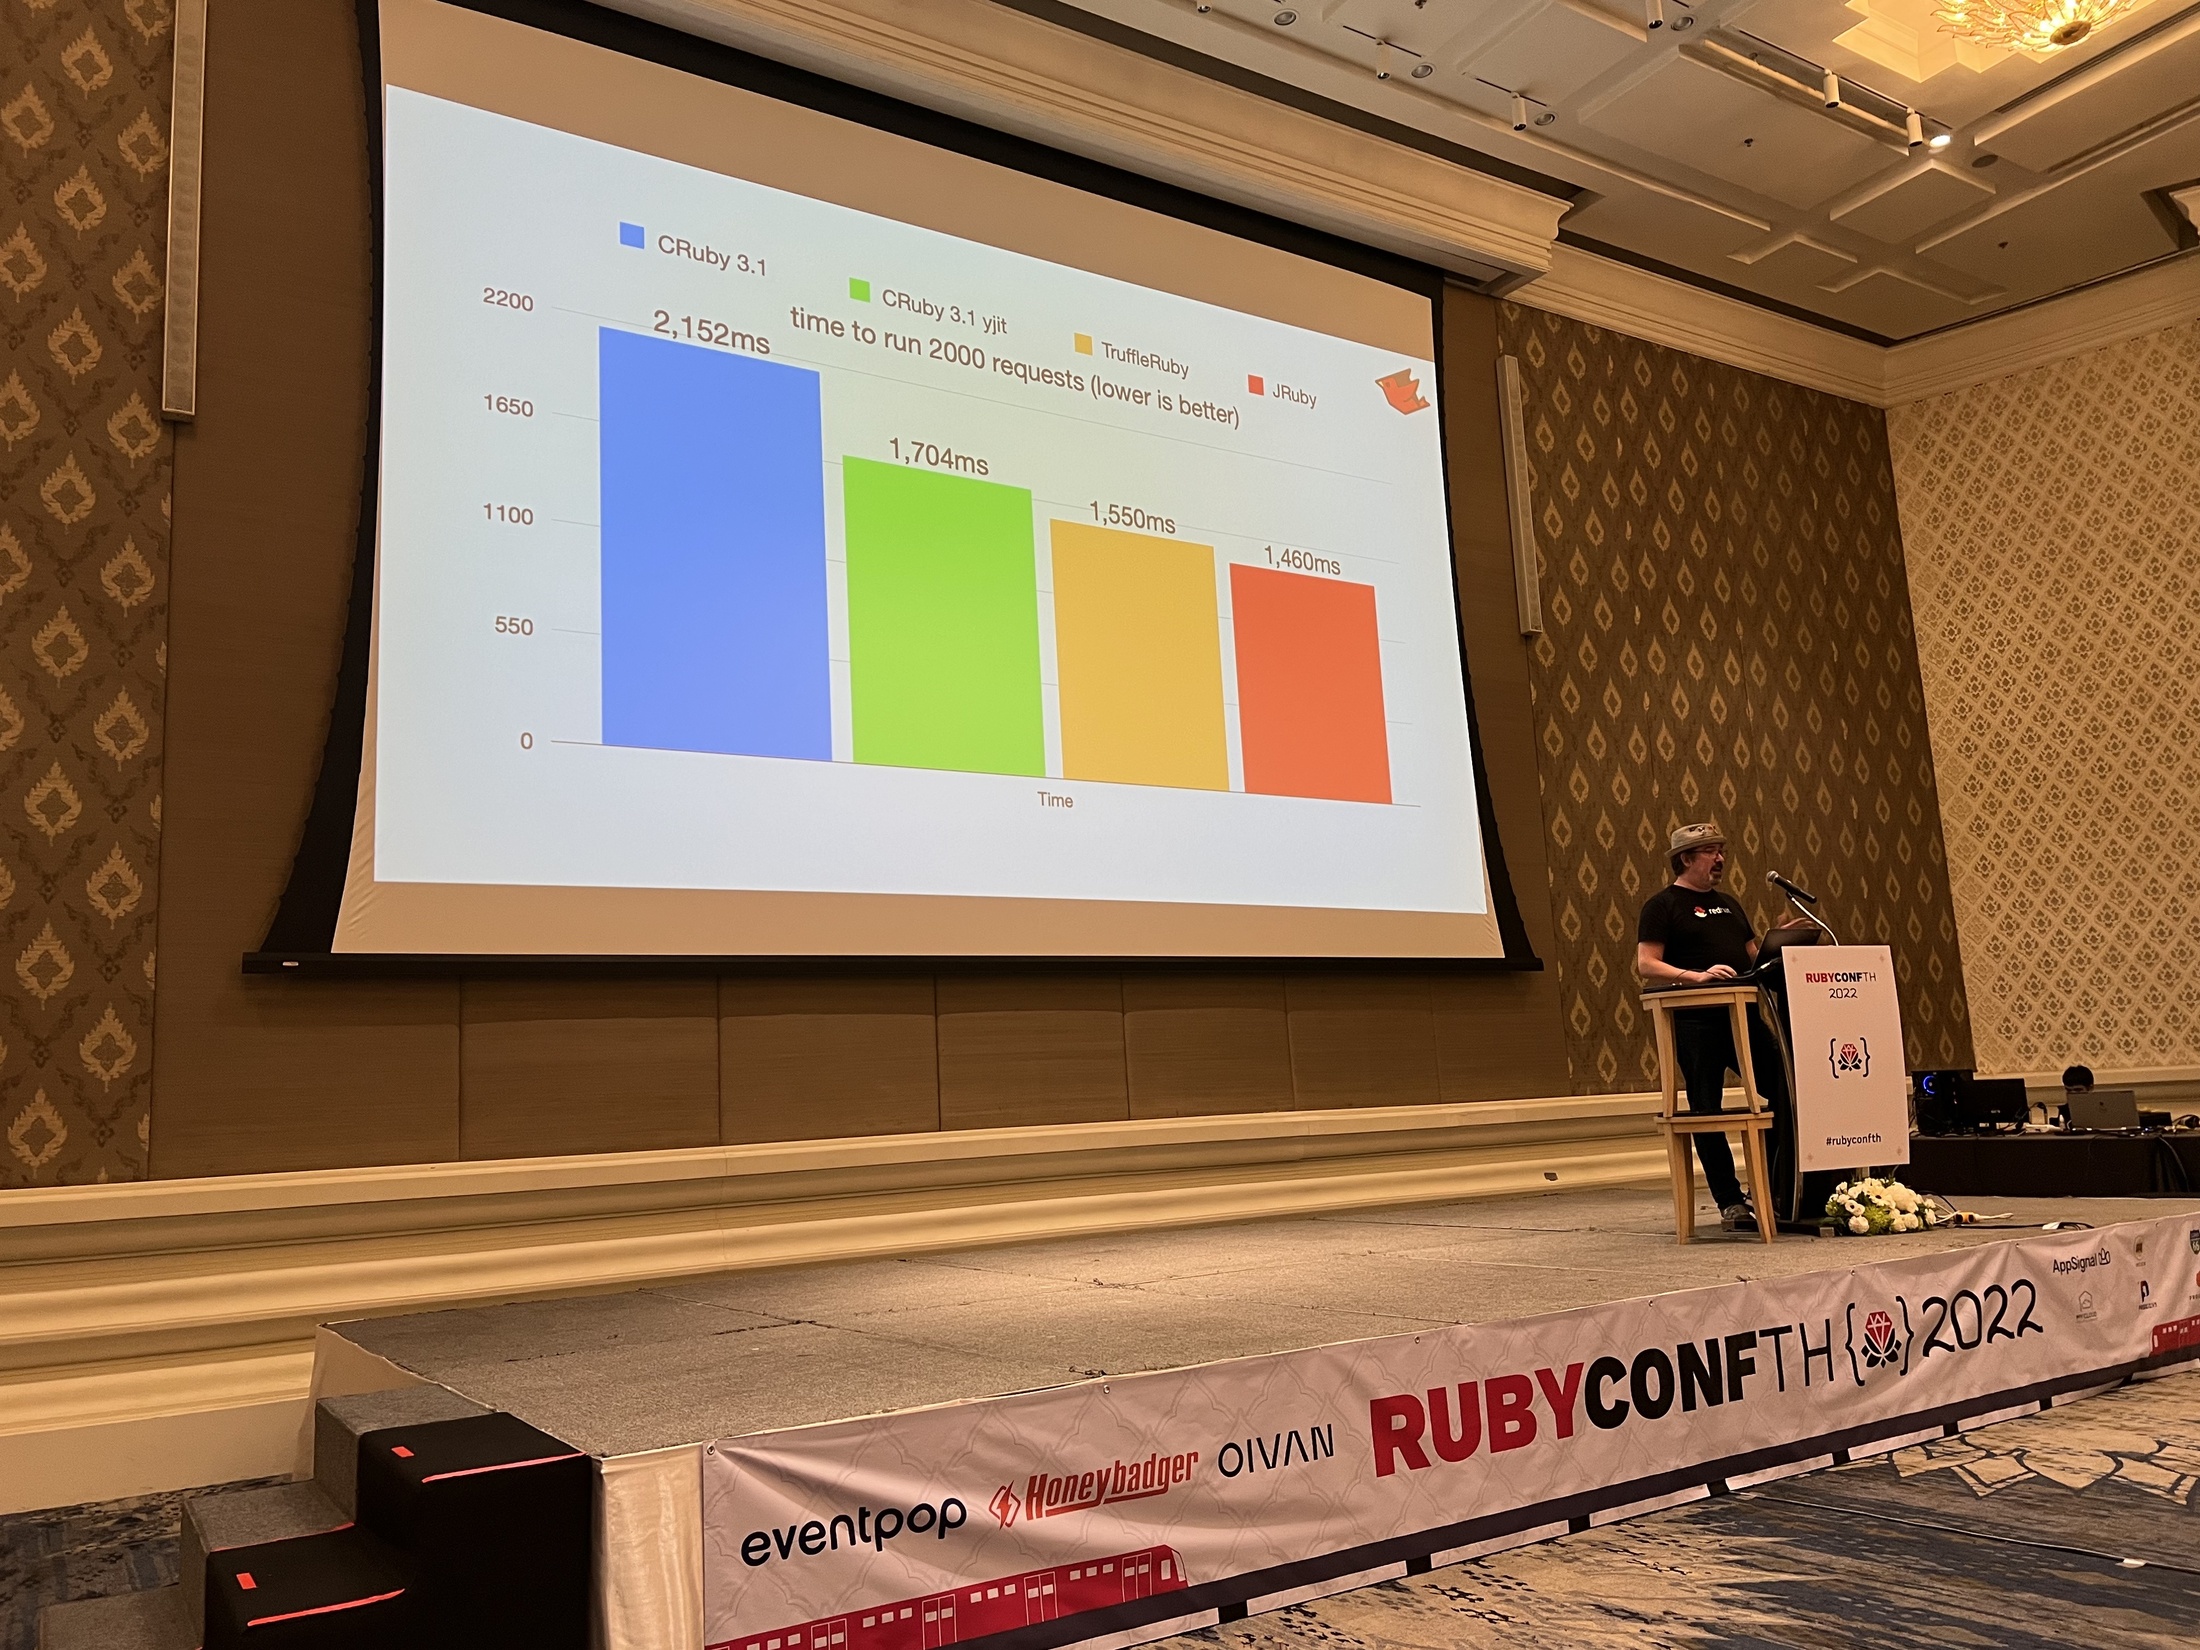 CRuby 3.1
CRuby 3.1 yjit
TruffleRuby
JRuby
time to run 2000 requests (lower is better)
2200
1650
1100
550
0
2,152ms
1,704ms
1,550ms
1,460ms
Time
RUBYCONFTH
2022
#rubyconfth
eventpop
Honeybadger
OIVAN
RUBYCONFTH
2022
AppSignal